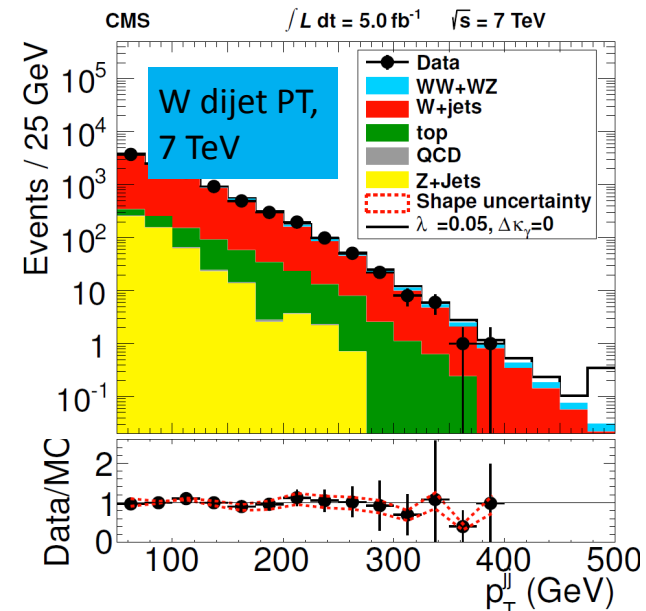 CMS ∫ L dt = 5.0 fb⁻¹ √s = 7 TeV
Events / 25 GeV
10⁵
10⁴
10³
10²
10
1
10⁻¹
W dijet PT,
7 TeV
Data
WW+WZ
W+jets
top
QCD
Z+Jets
Shape uncertainty
λ =0.05, Δκγ=0
Data/MC
2
1
0
100 200 300 400 500
p_T^jj (GeV)